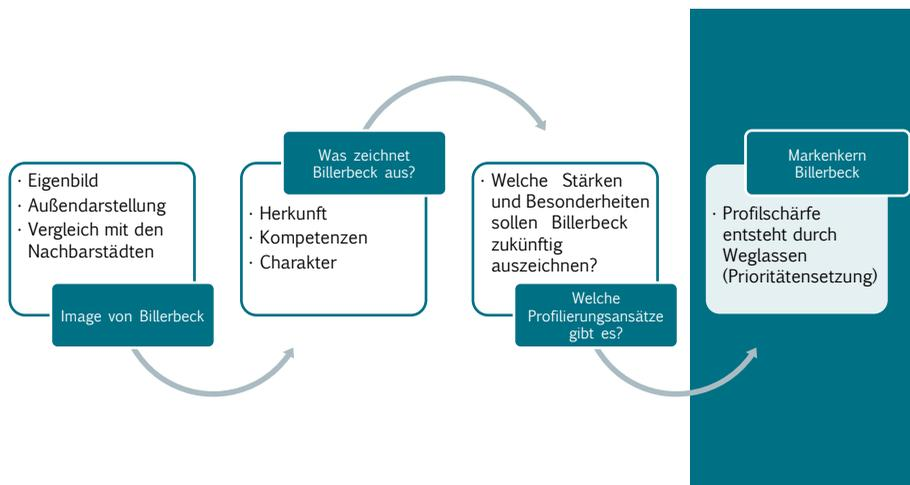 · Eigenbild
· Außendarstellung
· Vergleich mit den
Nachbarstädten
Image von Billerbeck
Was zeichnet
Billerbeck aus?
· Herkunft
· Kompetenzen
· Charakter
· Welche Stärken
und Besonderheiten
sollen Billerbeck
zukünftig
auszeichnen?
Welche
Profilierungsansätze
gibt es?
Markenkern
Billerbeck
· Profilschärfe
entsteht durch
Weglassen
(Prioritätensetzung)